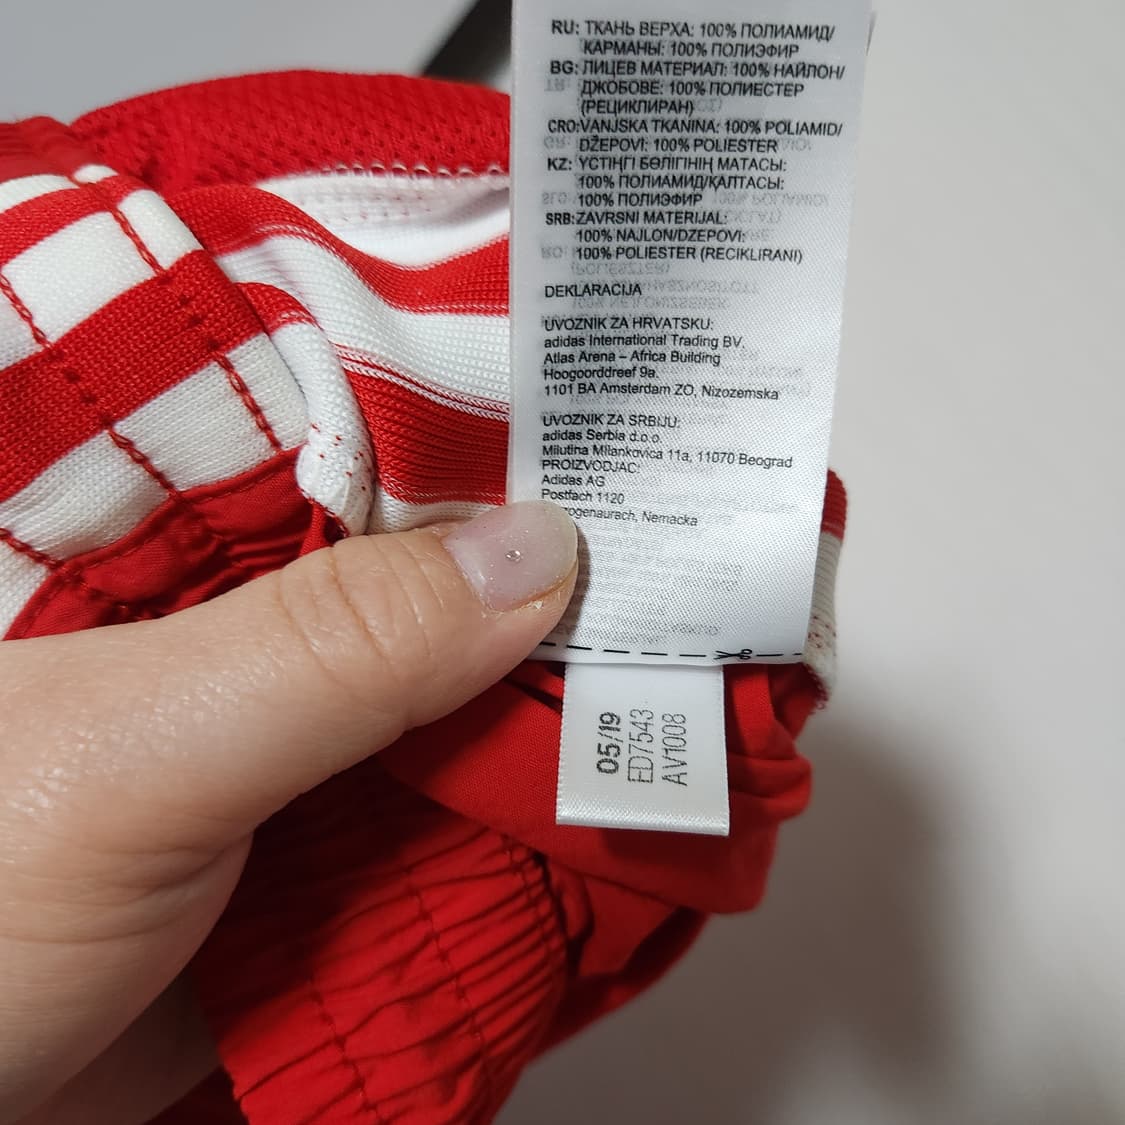 RU: ТКАНЬ ВЕРХА: 100% ПОЛИАМИД/
КАРМАНЫ: 100% ПОЛИЭФИР
BG: ЛИЦЕВ МАТЕРИАЛ: 100% НАЙЛОН/
ДЖОБОВЕ: 100% ПОЛИЕСТЕР
(РЕЦИКЛИРАН)
CRO:VANJSKA TKANINA: 100% POLIAMID/
DŽEPOVI: 100% POLIESTER
KZ: ҮСТІҢГІ БӨЛІГІНІҢ МАТАСЫ:
100% ПОЛИАМИД/ҚАЛТАСЫ:
100% ПОЛИЭФИР
SRB:ZAVRSNI MATERIJAL:
100% NAJLON/DZEPOVI:
100% POLIESTER (RECIKLIRANI)
DEKLARACIJA
UVOZNIK ZA HRVATSKU:
adidas International Trading BV,
Atlas Arena – Africa Building
Hoogoorddreef 9a.
1101 BA Amsterdam ZO, Nizozemska
UVOZNIK ZA SRBIJU:
adidas Serbia d.o.o.
Milutina Milankovica 11a, 11070 Beograd
PROIZVODJAC:
Adidas AG
Postfach 1120
Nemacka
05/19
ED7543
AV1008